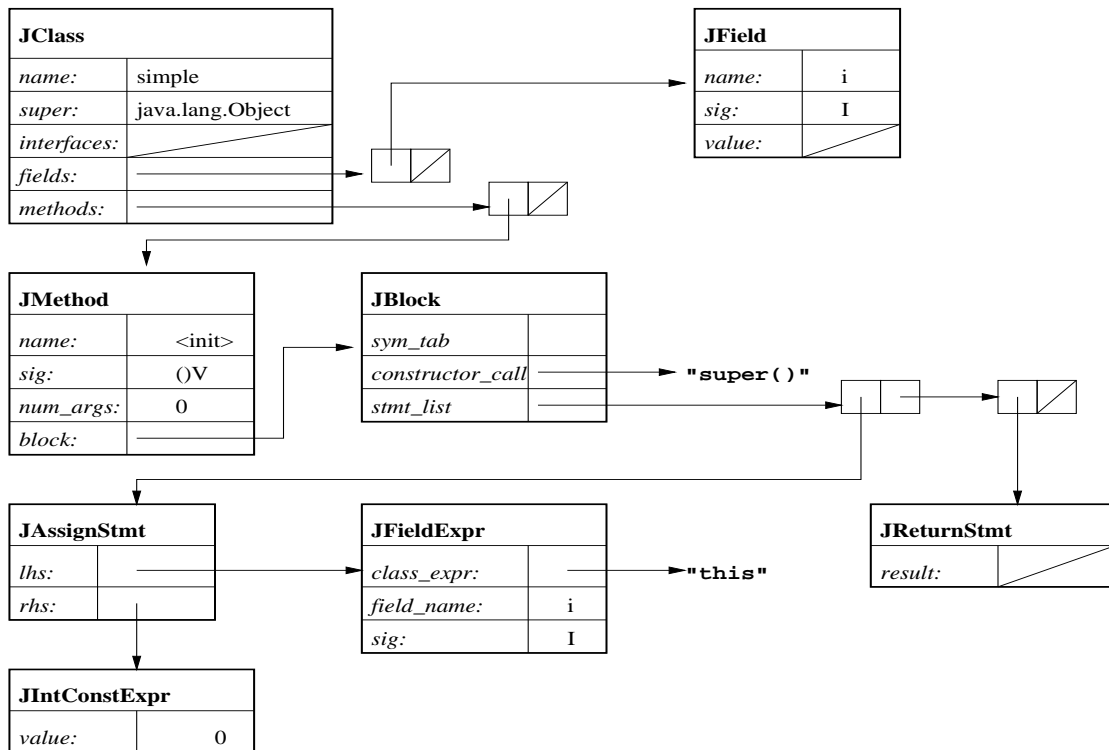 JClass
name: simple
super: java.lang.Object
interfaces:
fields:
methods:
JField
name: i
sig: I
value:
JMethod
name: <init>
sig: ()V
num_args: 0
block:
JBlock
sym_tab
constructor_call
stmt_list
"super()"
JAssignStmt
lhs:
rhs:
JFieldExpr
class_expr:
field_name: i
sig: I
"this"
JReturnStmt
result:
JIntConstExpr
value: 0